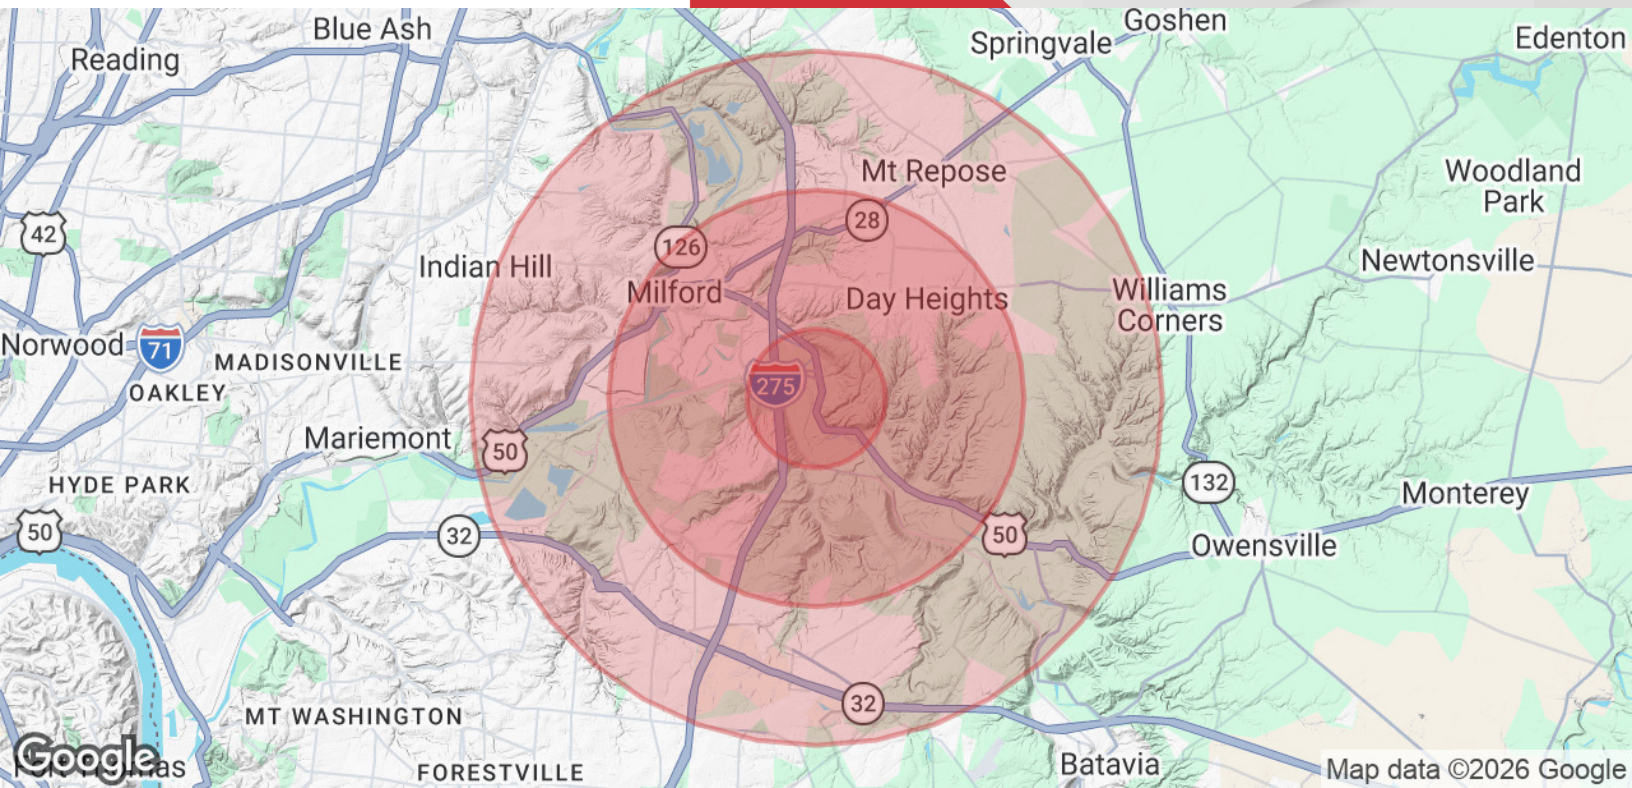 Goshen
Blue Ash
Springvale
Edenton
Reading
Mt Repose
Woodland
Park
28
42
126
Indian Hill
Newtonsville
Milford
Day Heights
Williams
Corners
Norwood
71
MADISONVILLE
275
OAKLEY
Mariemont
50
HYDE PARK
132
Monterey
50
32
50
Owensville
32
MT WASHINGTON
Google
Fort Thomas
FORESTVILLE
Batavia
Map data ©2026 Google